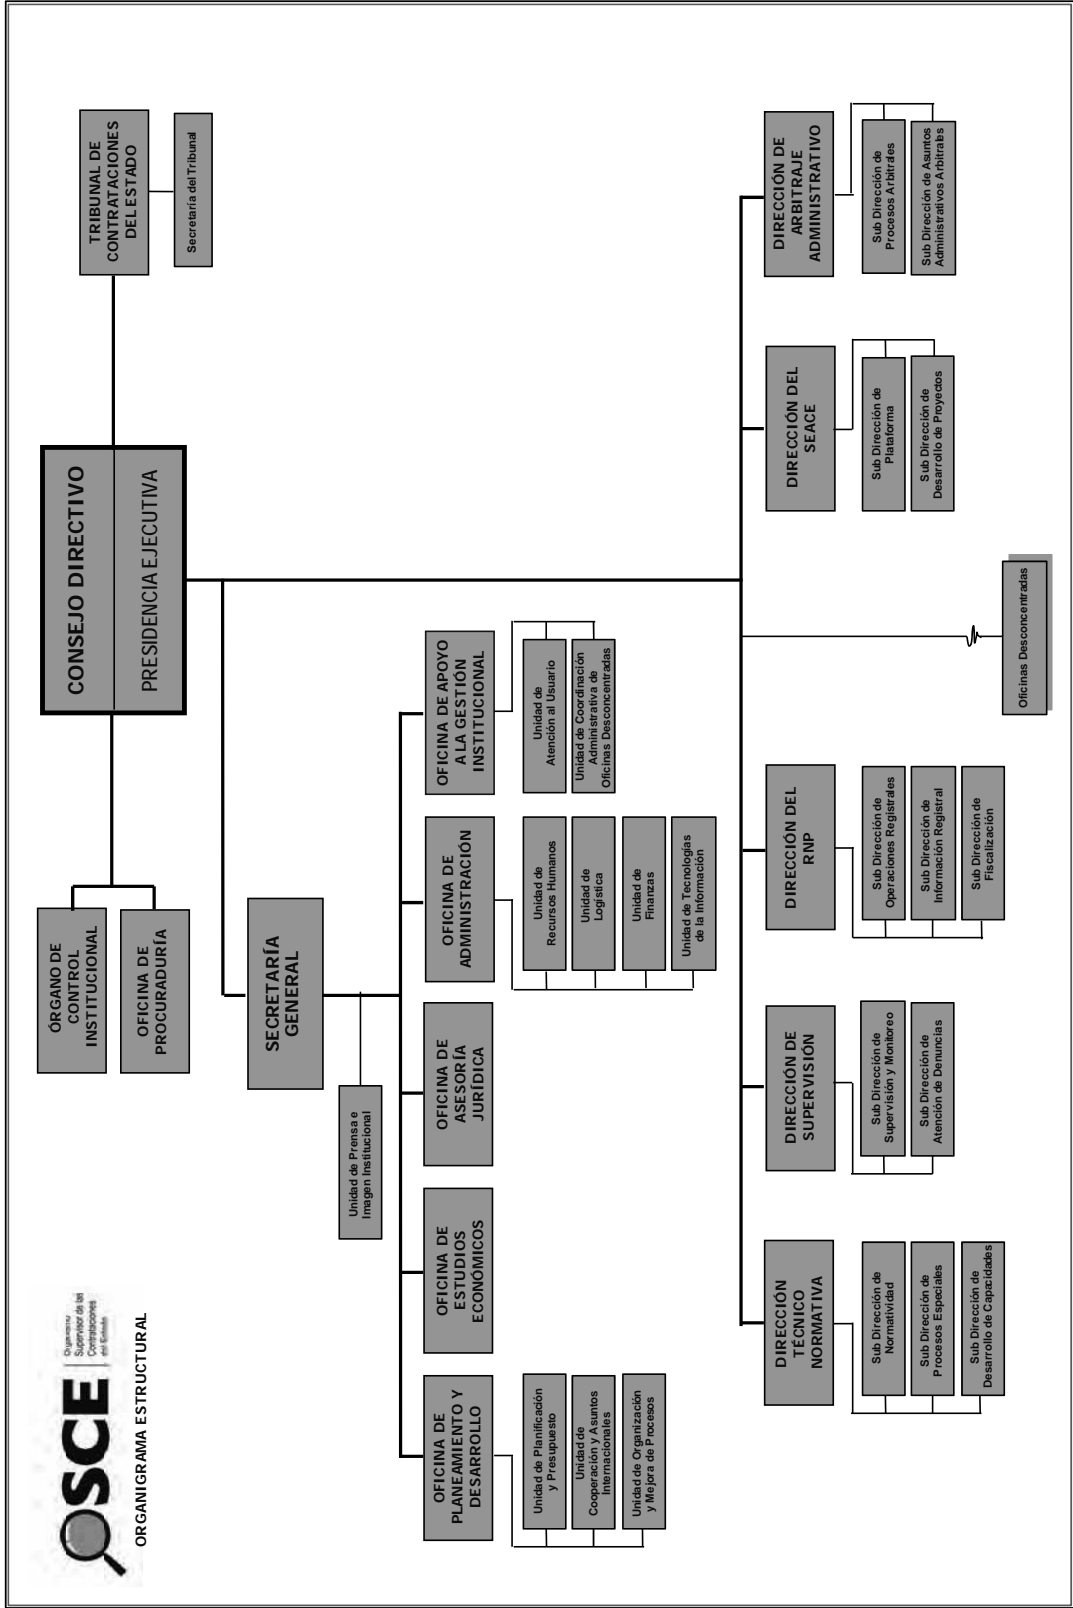 OSCE
Organismo
Supervisor de las
Contrataciones
del Estado
ORGANIGRAMA ESTRUCTURAL
CONSEJO DIRECTIVO
PRESIDENCIA EJECUTIVA
TRIBUNAL DE
CONTRATACIONES
DEL ESTADO
Secretaría del Tribunal
ÓRGANO DE
CONTROL
INSTITUCIONAL
OFICINA DE
PROCURADURÍA
SECRETARÍA
GENERAL
Unidad de Prensa e
Imagen Institucional
OFICINA DE
PLANEAMIENTO Y
DESARROLLO
Unidad de Planificación
y Presupuesto
Unidad de
Cooperación y Asuntos
Internacionales
Unidad de Organización
y Mejora de Procesos
OFICINA DE
ESTUDIOS
ECONÓMICOS
OFICINA DE
ASESORÍA
JURÍDICA
OFICINA DE
ADMINISTRACIÓN
Unidad de
Recursos Humanos
Unidad de
Logística
Unidad de
Finanzas
Unidad de Tecnologías
de la Información
OFICINA DE APOYO
A LA GESTIÓN
INSTITUCIONAL
Unidad de
Atención al Usuario
Unidad de Coordinación
Administrativa de
Oficinas Desconcentradas
DIRECCIÓN
TÉCNICO
NORMATIVA
Sub Dirección de
Normatividad
Sub Dirección de
Procesos Especiales
Sub Dirección de
Desarrollo de Capacidades
DIRECCIÓN DE
SUPERVISIÓN
Sub Dirección de
Supervisión y Monitoreo
Sub Dirección de
Atención de Denuncias
DIRECCIÓN DEL
RNP
Sub Dirección de
Operaciones Registrales
Sub Dirección de
Información Registral
Sub Dirección de
Fiscalización
Oficinas Desconcentradas
DIRECCIÓN DEL
SEACE
Sub Dirección de
Plataforma
Sub Dirección de
Desarrollo de Proyectos
DIRECCIÓN DE
ARBITRAJE
ADMINISTRATIVO
Sub Dirección de
Procesos Arbitrales
Sub Dirección de Asuntos
Administrativos Arbitrales